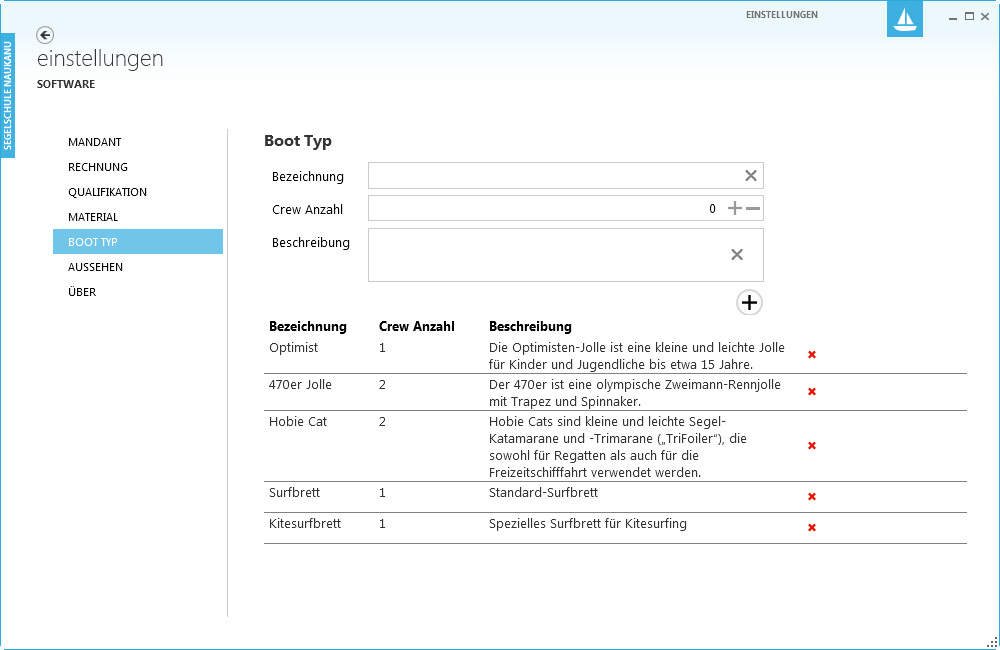 EINSTELLUNGEN
SEGELSCHULE NAUKANU
einstellungen
SOFTWARE
MANDANT
RECHNUNG
QUALIFIKATION
MATERIAL
BOOT TYP
AUSSEHEN
ÜBER
Boot Typ
Bezeichnung
Crew Anzahl 0
Beschreibung
Bezeichnung Crew Anzahl Beschreibung
Optimist 1 Die Optimisten-Jolle ist eine kleine und leichte Jolle
für Kinder und Jugendliche bis etwa 15 Jahre.
470er Jolle 2 Der 470er ist eine olympische Zweimann-Rennjolle
mit Trapez und Spinnaker.
Hobie Cat 2 Hobie Cats sind kleine und leichte Segel-
Katamarane und -Trimarane („TriFoiler“), die
sowohl für Regatten als auch für die
Freizeitschifffahrt verwendet werden.
Surfbrett 1 Standard-Surfbrett
Kitesurfbrett 1 Spezielles Surfbrett für Kitesurfing